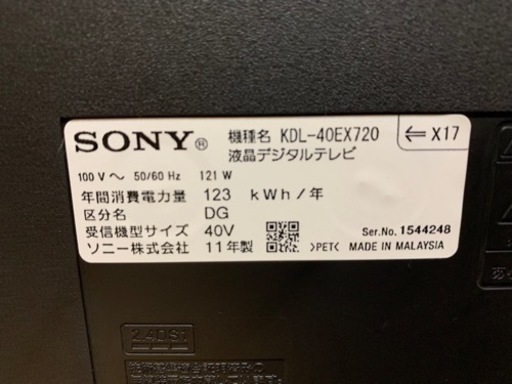 SONY® 機種名 KDL-40EX720
液晶デジタルテレビ
⇐ X17
100 V～ 50/60 Hz 121 W
年間消費電力量 123 kWh/年
区分名 DG
受信機型サイズ 40V
ソニー株式会社 11年製
Ser.No. 1544248
>PET< MADE IN MALAYSIA